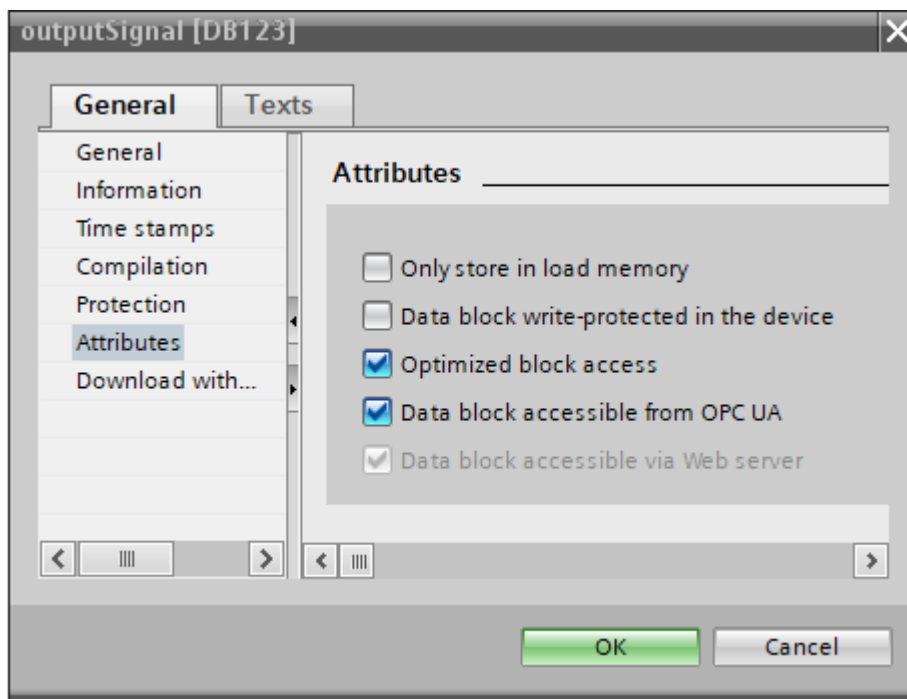 outputSignal [DB123]
General
Texts
General
Information
Time stamps
Compilation
Protection
Attributes
Download with...
Attributes
Only store in load memory
Data block write-protected in the device
Optimized block access
Data block accessible from OPC UA
Data block accessible via Web server
OK
Cancel